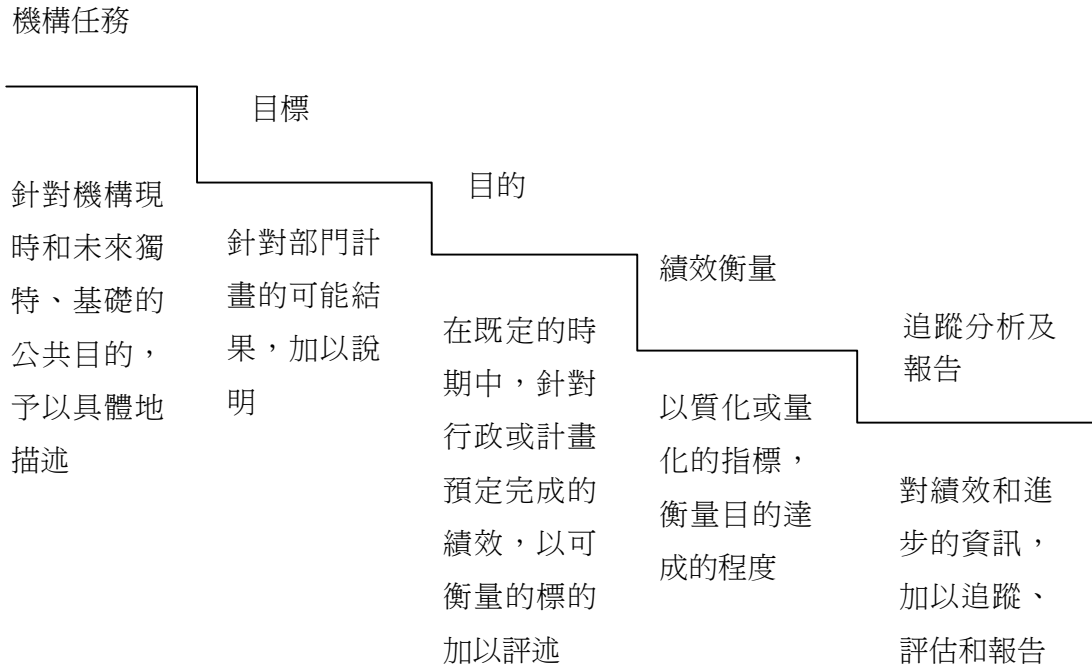 機構任務
針對機構現
時和未來獨
特、基礎的
公共目的，
予以具體地
描述
目標
針對部門計
畫的可能結
果，加以說
明
目的
在既定的時
期中，針對
行政或計畫
預定完成的
績效，以可
衡量的標的
加以評述
績效衡量
以質化或量
化的指標，
衡量目的達
成的程度
追蹤分析及
報告
對績效和進
步的資訊，
加以追蹤、
評估和報告